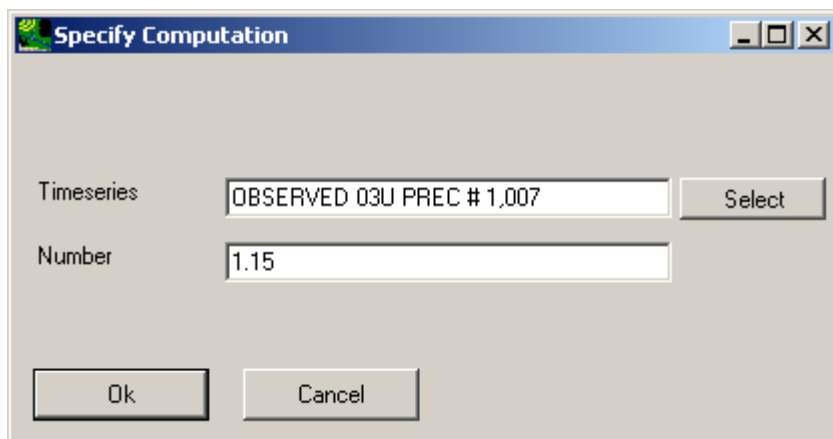 Specify Computation
Timeseries
OBSERVED 03U PREC # 1,007
Select
Number
1.15
Ok
Cancel